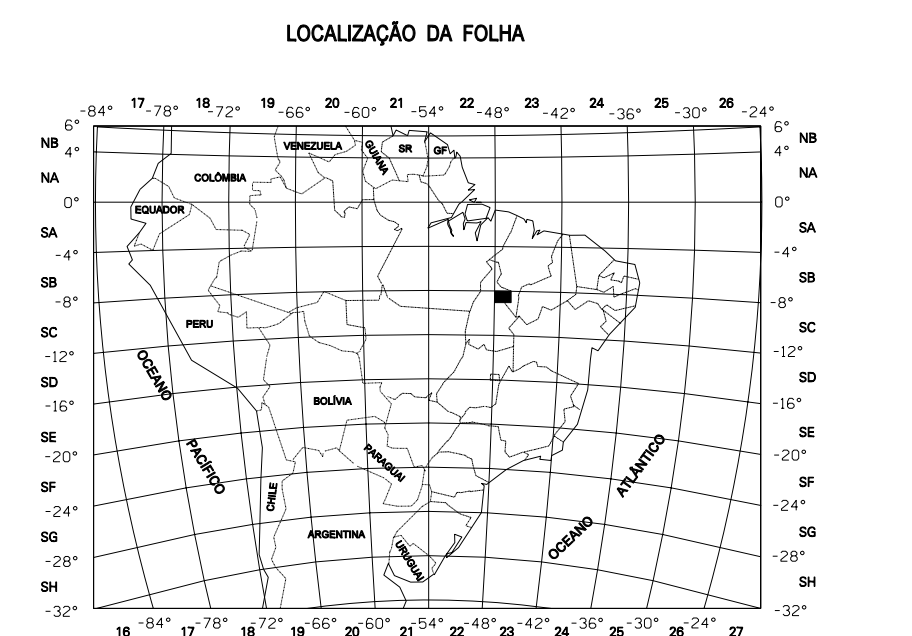 LOCALIZAÇÃO DA FOLHA
17 18 19 20 21 22 23 24 25 26
-84° -78° -72° -66° -60° -54° -48° -42° -36° -30° -24°
6° 6°
NB NB
4° VENEZUELA GUIANA SR GF 4°
NA COLÔMBIA NA
0° EQUADOR 0°
SA SA
-4° -4°
SB SB
-8° -8°
SC PERU SC
-12° -12°
OCEANO
SD SD
-16° BOLÍVIA -16°
SE SE
-20° PACÍFICO PARAGUAI ATLÂNTICO -20°
SF CHILE SF
-24° -24°
SG ARGENTINA OCEANO SG
-28° URUGUAI -28°
SH SH
-32° -32°
-84° -78° -72° -66° -60° -54° -48° -42° -36° -30° -24°
16 17 18 19 20 21 22 23 24 25 26 27